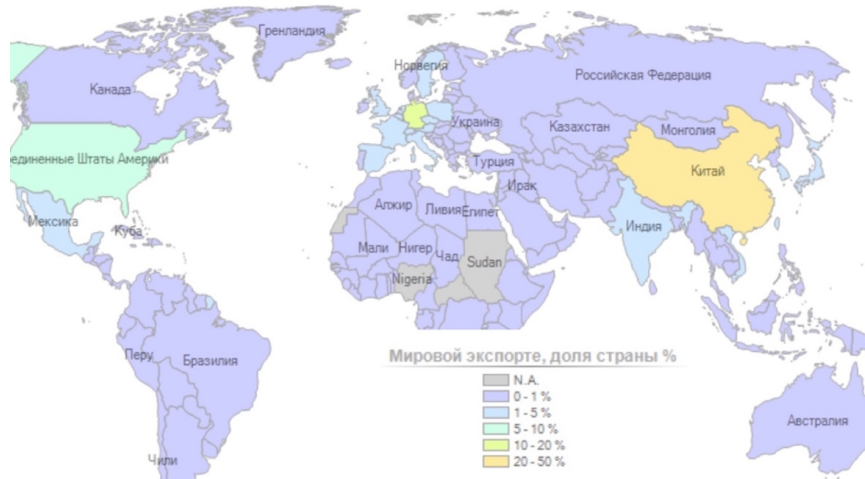 Гренландия
Норвегия
Российская Федерация
Канада
Украина
Казахстан
Монголия
единенные Штаты Америки
Турция
Китай
Ирак
Алжир
Ливия
Египет
Мексика
Куба
Индия
Мали
Нигер
Чад
Sudan
Nigeria
Перу
Бразилия
Мировой экспорте, доля страны %
N.A.
0 - 1 %
1 - 5 %
5 - 10 %
10 - 20 %
20 - 50 %
Австралия
Чили